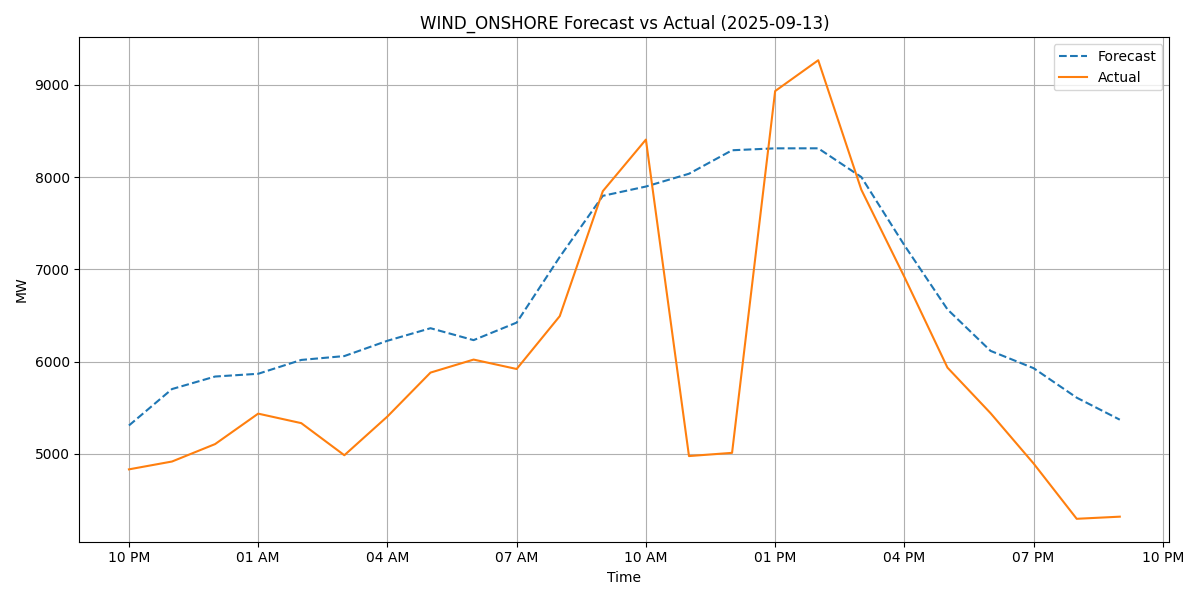 WIND_ONSHORE Forecast vs Actual (2025-09-13)
Forecast
Actual
9000
8000
7000
6000
5000
MW
10 PM 01 AM 04 AM 07 AM 10 AM 01 PM 04 PM 07 PM 10 PM
Time